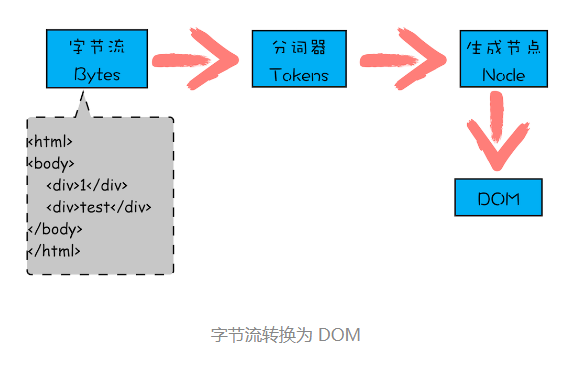 字节流
Bytes
分词器
Tokens
生成节点
Node
<html>
<body>
<div>1</div>
<div>test</div>
</body>
</html>
DOM
字节流转换为 DOM